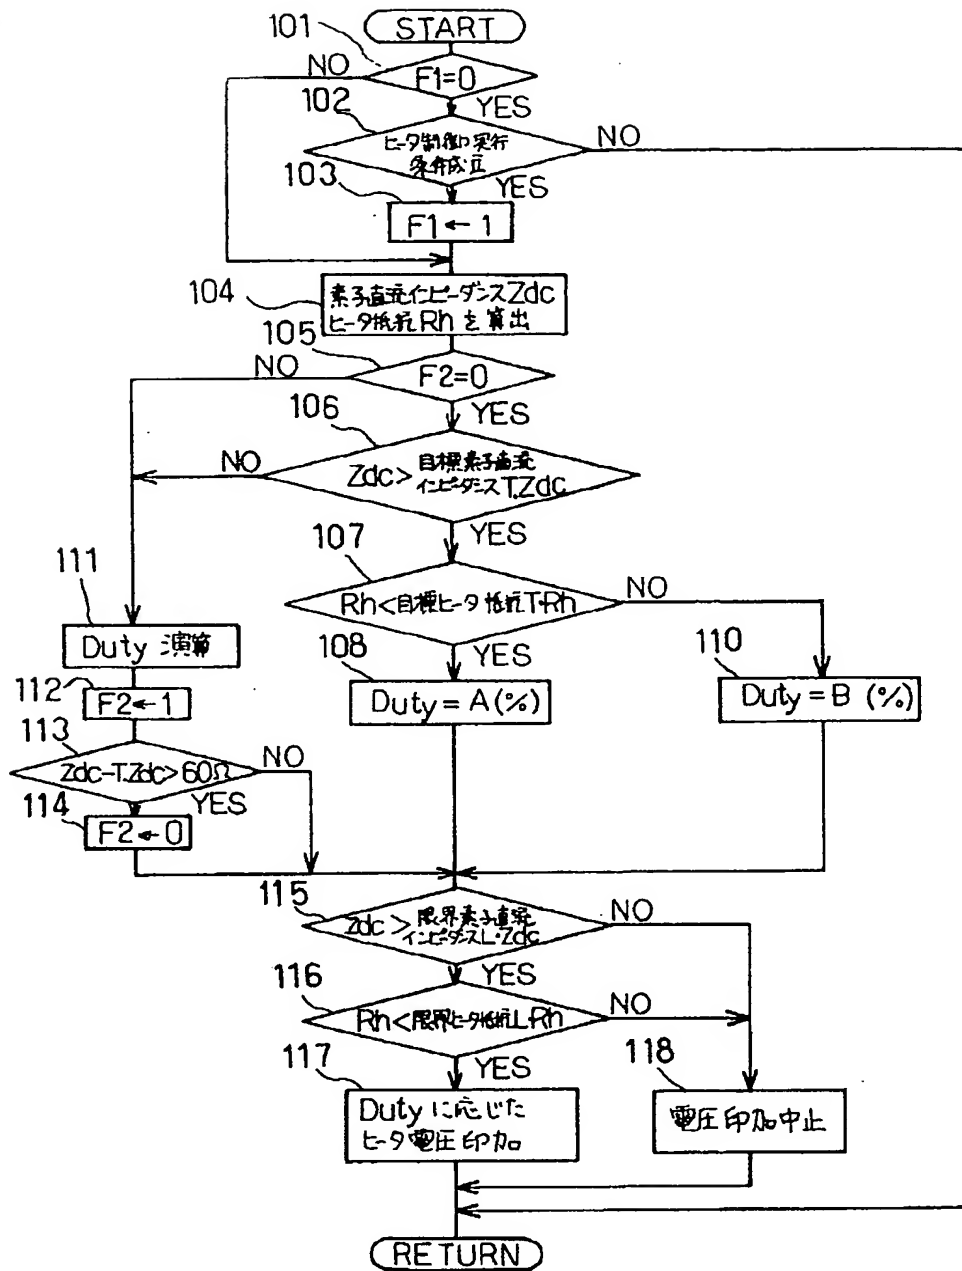 START
101
F1=0
NO
YES
102
ヒータ制御実行
条件成立
NO
YES
103
F1←1
104
素子直流インピーダンスZdc
ヒータ抵抗Rhを算出
105
F2=0
NO
YES
106
Zdc>目標素子直流
インピーダンスT.Zdc
NO
YES
107
Rh<目標ヒータ抵抗T・Rh
NO
YES
108
Duty=A(%)
110
Duty=B(%)
111
Duty演算
112
F2←1
113
Zdc-T.Zdc>60Ω
NO
YES
114
F2←0
115
Zdc>限界素子直流
インピーダンスL・Zdc
NO
YES
116
Rh<限界ヒータ抵抗L・Rh
NO
YES
117
Dutyに応じた
ヒータ電圧印加
118
電圧印加中止
RETURN